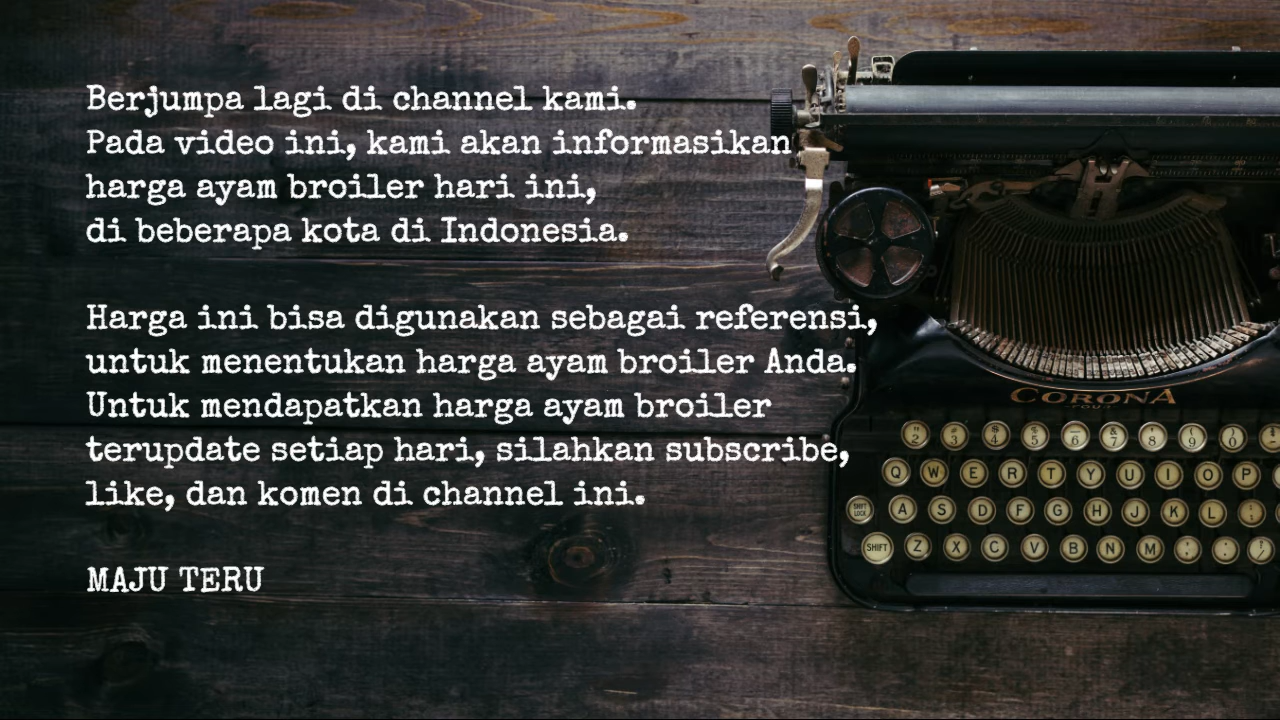 Berjumpa lagi di channel kami.
Pada video ini, kami akan informasikan
harga ayam broiler hari ini,
di beberapa kota di Indonesia.
Harga ini bisa digunakan sebagai referensi,
untuk menentukan harga ayam broiler Anda.
Untuk mendapatkan harga ayam broiler
terupdate setiap hari, silahkan subscribe,
like, dan komen di channel ini.
MAJU TERU
CORONA
2 3 4 5 6 7 8 9 0
Q W E R T Y U I O P
SHIFT LOCK A S D F G H J K L
SHIFT Z X C V B N M